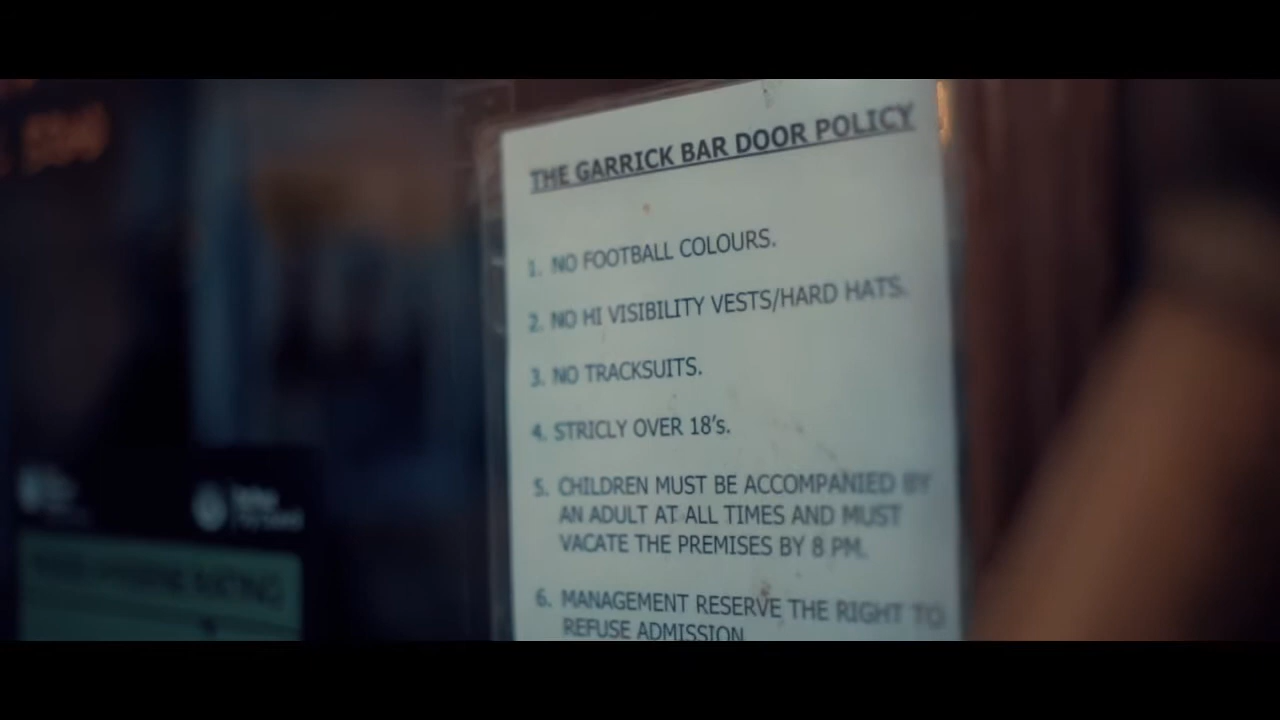 THE GARRICK BAR DOOR POLICY
1. NO FOOTBALL COLOURS.
2. NO HI VISIBILITY VESTS/HARD HATS.
3. NO TRACKSUITS.
4. STRICLY OVER 18's.
5. CHILDREN MUST BE ACCOMPANIED BY
AN ADULT AT ALL TIMES AND MUST
VACATE THE PREMISES BY 8 PM.
6. MANAGEMENT RESERVE THE RIGHT TO
REFUSE ADMISSION
RATING